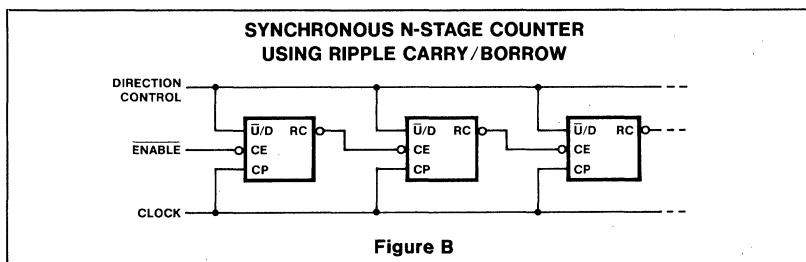 SYNCHRONOUS N-STAGE COUNTER
USING RIPPLE CARRY/BORROW
DIRECTION
CONTROL
U̅/D RC
U̅/D RC
U̅/D RC
E̅N̅A̅B̅L̅E̅
CE
CE
CE
CP
CP
CP
CLOCK
Figure B